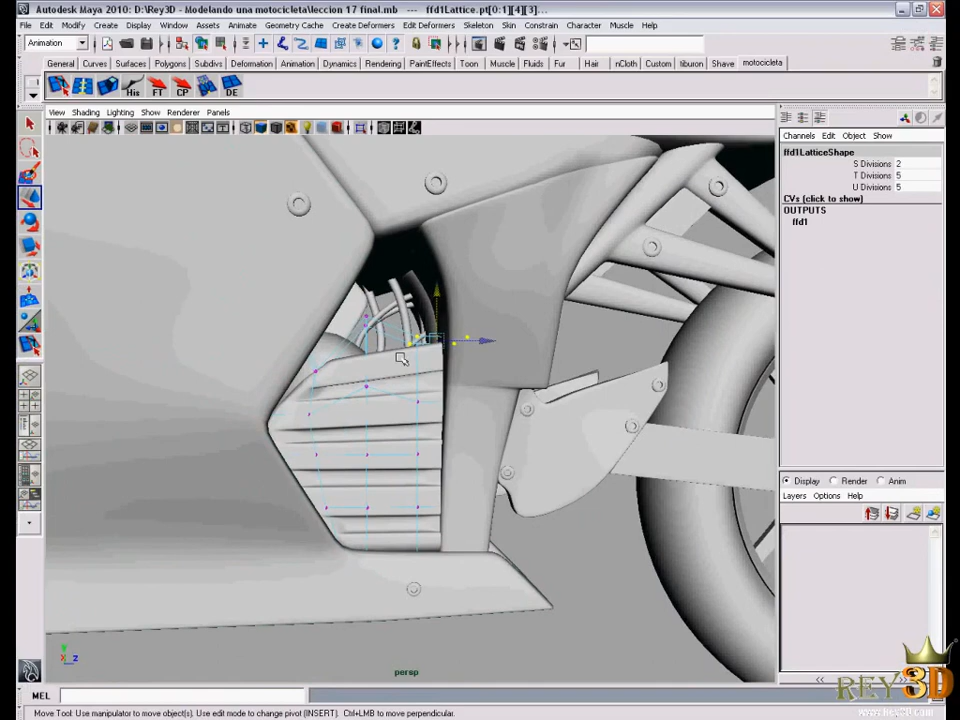 Autodesk Maya 2010: D:\Rey3D - Modelando una motocicleta\leccion 17 final.mb --- ffd1Lattice.pt[0:1][4][3]...
File Edit Modify Create Display Window Assets Animate Geometry Cache Create Deformers Edit Deformers Skeleton Skin Constrain Character Muscle Help
Animation
General Curves Surfaces Polygons Subdivs Deformation Animation Dynamics Rendering PaintEffects Toon Muscle Fluids Fur Hair nCloth Custom tiburon Shave motocicleta
His FT CP DE
View Shading Lighting Show Renderer Panels
Channels Edit Object Show
ffd1LatticeShape
S Divisions 2
T Divisions 5
U Divisions 5
CVs (click to show)
OUTPUTS
ffd1
Display Render Anim
Layers Options Help
persp
REY3D
MEL
Move Tool: Use manipulator to move object(s). Use edit mode to change pivot (INSERT). Ctrl+LMB to move perpendicular.